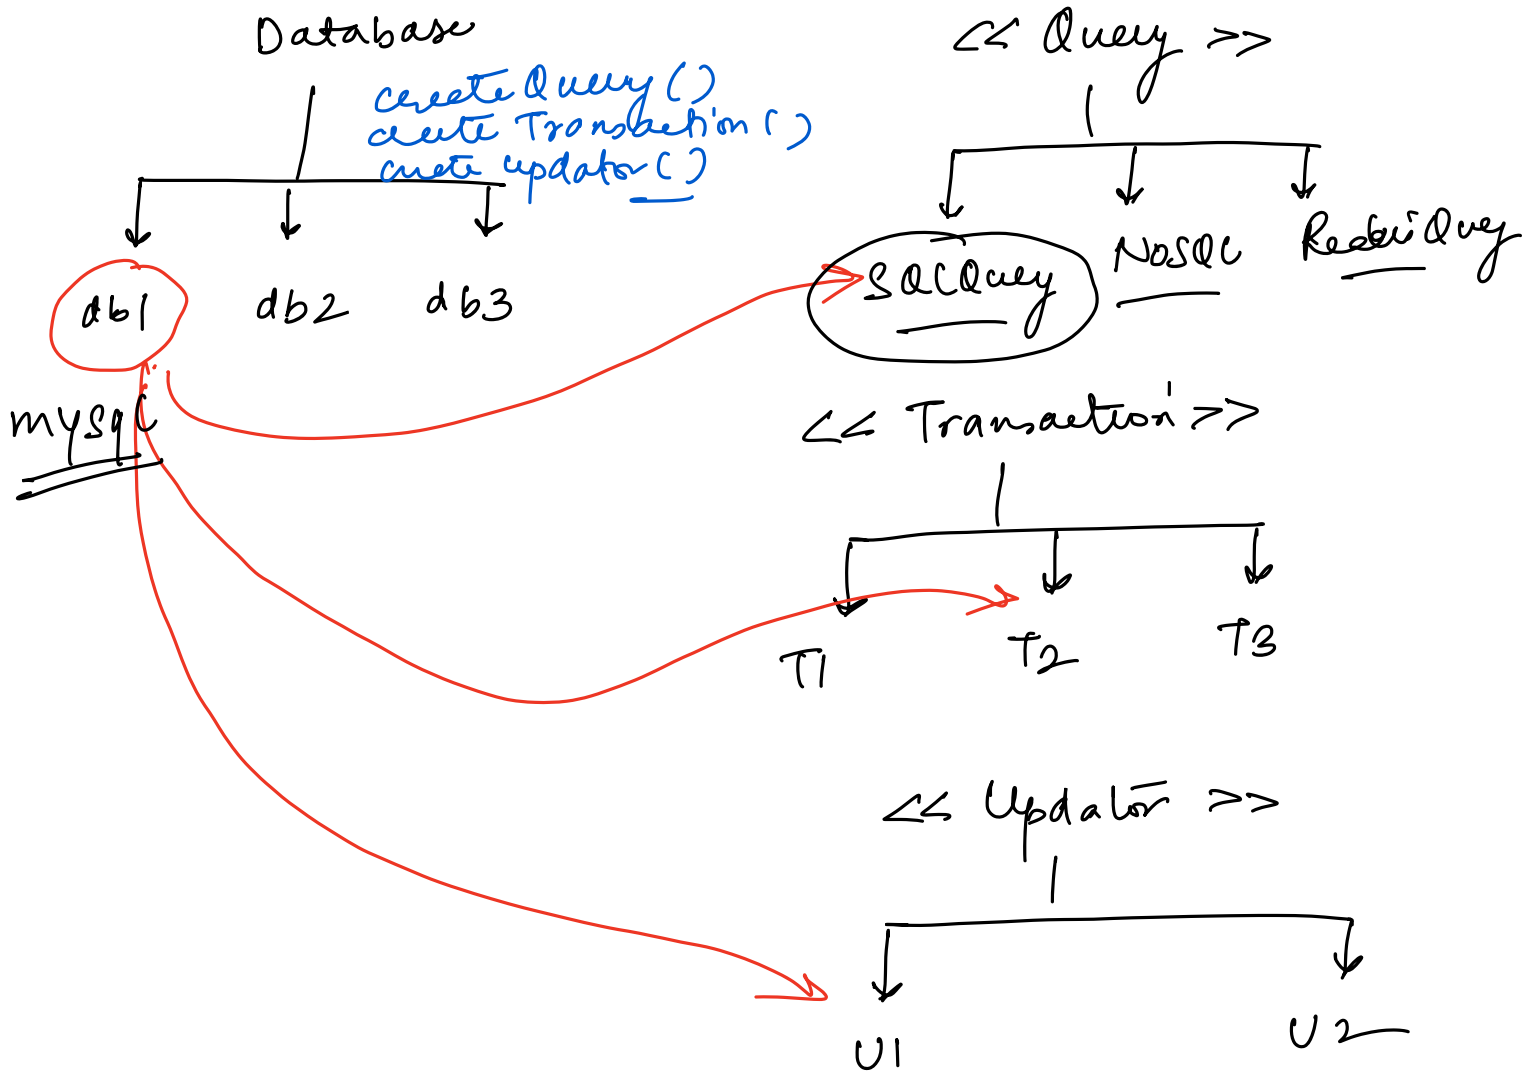 Database
createQuery()
create Transaction()
create updator()
db1
db2
db3
mysql
<< Query >>
SQLQuery
NoSQL
<< Transaction >>
T1
T2
T3
<< Updator >>
U1
U2